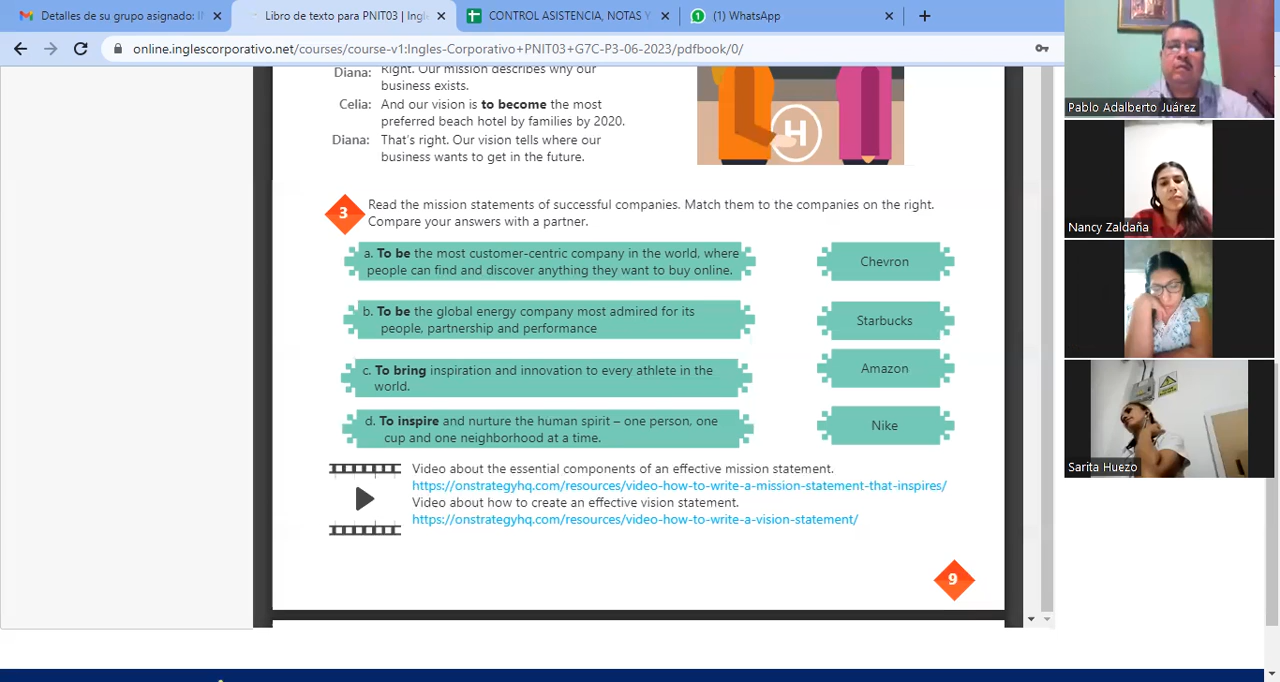 Detalles de su grupo asignado: I
Libro de texto para PNIT03 | Ingl
CONTROL ASISTENCIA, NOTAS Y
(1) WhatsApp
online.inglescorporativo.net/courses/course-v1:Ingles-Corporativo+PNIT03+G7C-P3-06-2023/pdfbook/0/
Diana: Right. Our mission describes why our
business exists.
Celia: And our vision is to become the most
preferred beach hotel by families by 2020.
Diana: That's right. Our vision tells where our
business wants to get in the future.
H
3 Read the mission statements of successful companies. Match them to the companies on the right.
Compare your answers with a partner.
a. To be the most customer-centric company in the world, where
people can find and discover anything they want to buy online.
Chevron
b. To be the global energy company most admired for its
people, partnership and performance
Starbucks
c. To bring inspiration and innovation to every athlete in the
world.
Amazon
d. To inspire and nurture the human spirit – one person, one
cup and one neighborhood at a time.
Nike
Video about the essential components of an effective mission statement.
https://onstrategyhq.com/resources/video-how-to-write-a-mission-statement-that-inspires/
Video about how to create an effective vision statement.
https://onstrategyhq.com/resources/video-how-to-write-a-vision-statement/
9
Pablo Adalberto Juárez
Nancy Zaldaña
Sarita Huezo